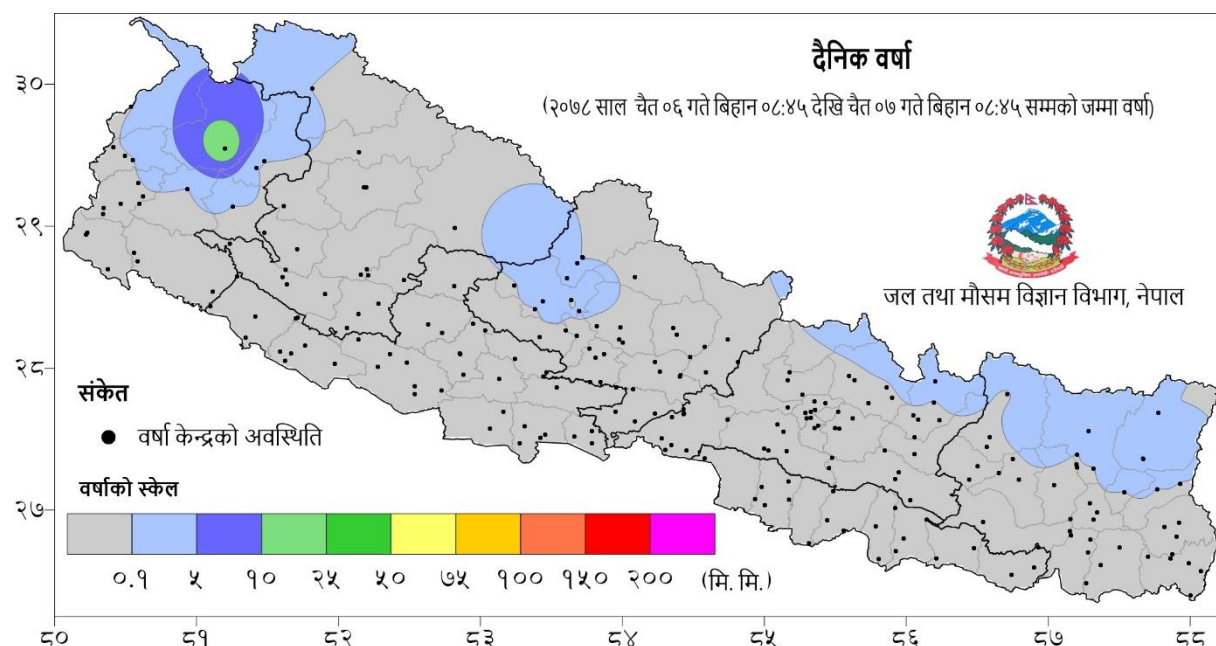 दैनिक वर्षा
(२०७८ साल चैत ०६ गते बिहान ०८:४५ देखि चैत ०७ गते बिहान ०८:४५ सम्मको जम्मा वर्षा)
जल तथा मौसम विज्ञान विभाग, नेपाल
३०
२९
२८
२७
संकेत
वर्षा केन्द्रको अवस्थिति
वर्षाको स्केल
०.१ ५ १० २५ ५० ७५ १०० १५० २०० (मि. मि.)
८० ८१ ८२ ८३ ८४ ८५ ८६ ८७ ८८